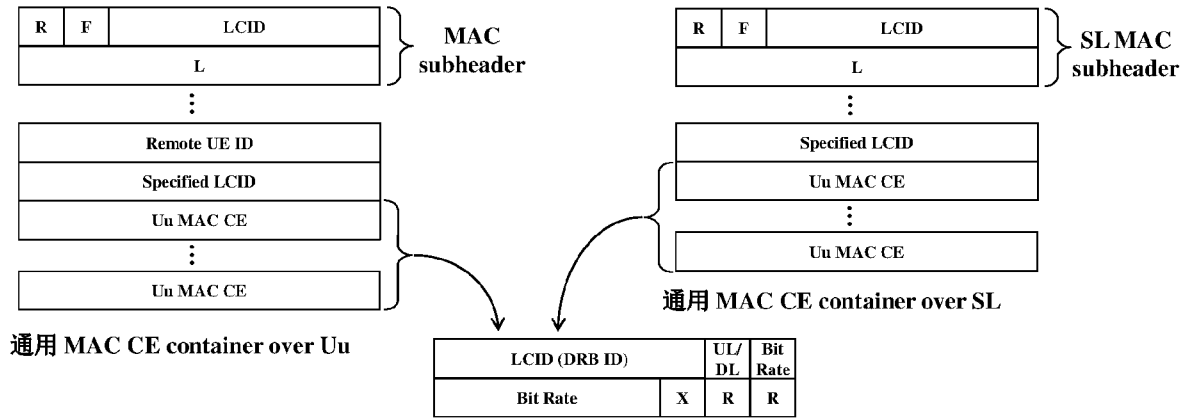 R F LCID
L
MAC
subheader
⋮
Remote UE ID
Specified LCID
Uu MAC CE
⋮
Uu MAC CE
通用 MAC CE container over Uu
R F LCID
L
SL MAC
subheader
⋮
Specified LCID
Uu MAC CE
⋮
Uu MAC CE
通用 MAC CE container over SL
LCID (DRB ID) UL/DL Bit Rate
Bit Rate X R R